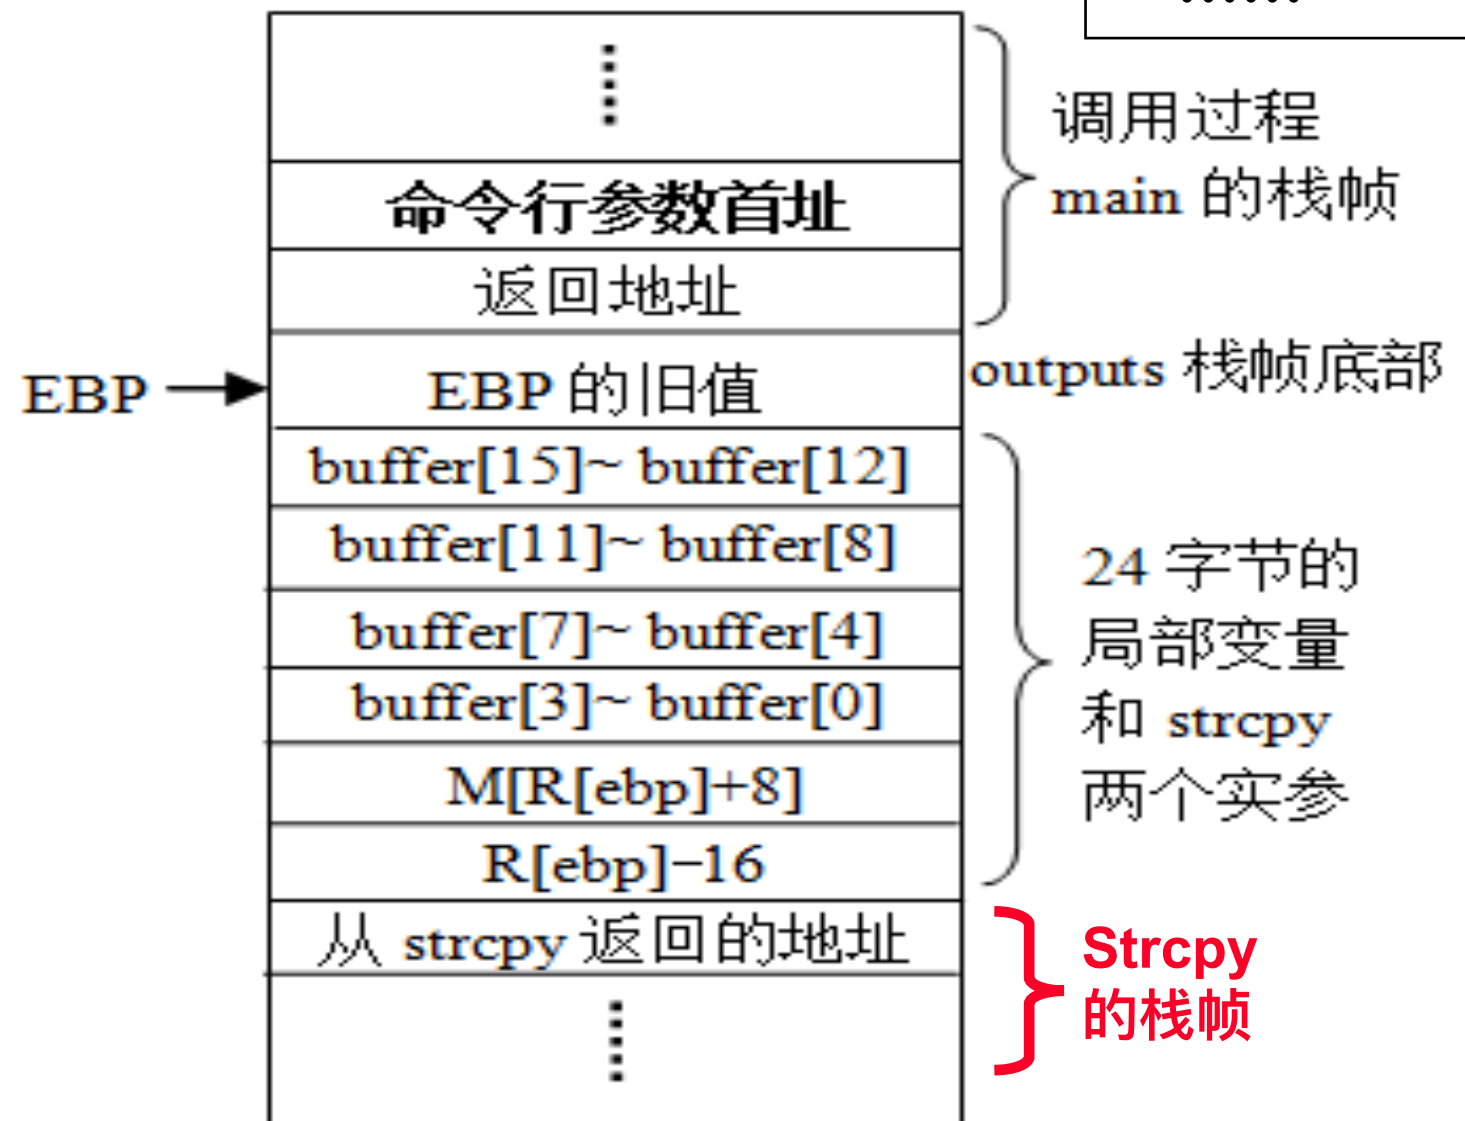 调用过程
main 的栈帧
命令行参数首址
返回地址
EBP
EBP 的旧值
outputs 栈帧底部
buffer[15]~ buffer[12]
buffer[11]~ buffer[8]
buffer[7]~ buffer[4]
buffer[3]~ buffer[0]
M[R[ebp]+8]
R[ebp]−16
24 字节的
局部变量
和 strcpy
两个实参
从 strcpy 返回的地址
Strcpy
的栈帧